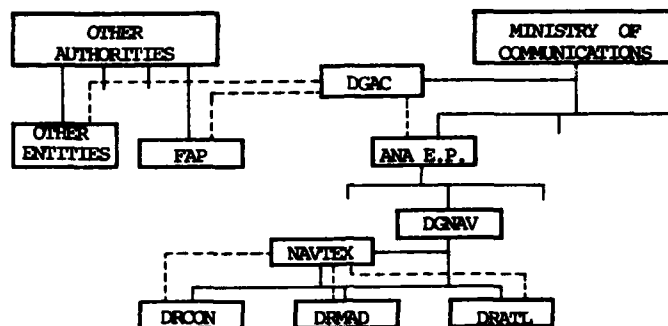 OTHER
AUTHORITIES
MINISTRY OF
COMMUNICATIONS
DGAC
OTHER
ENTITIES
FAP
ANA E.P.
DGNAV
NAVTEX
DRCON
DRMAD
DRATL